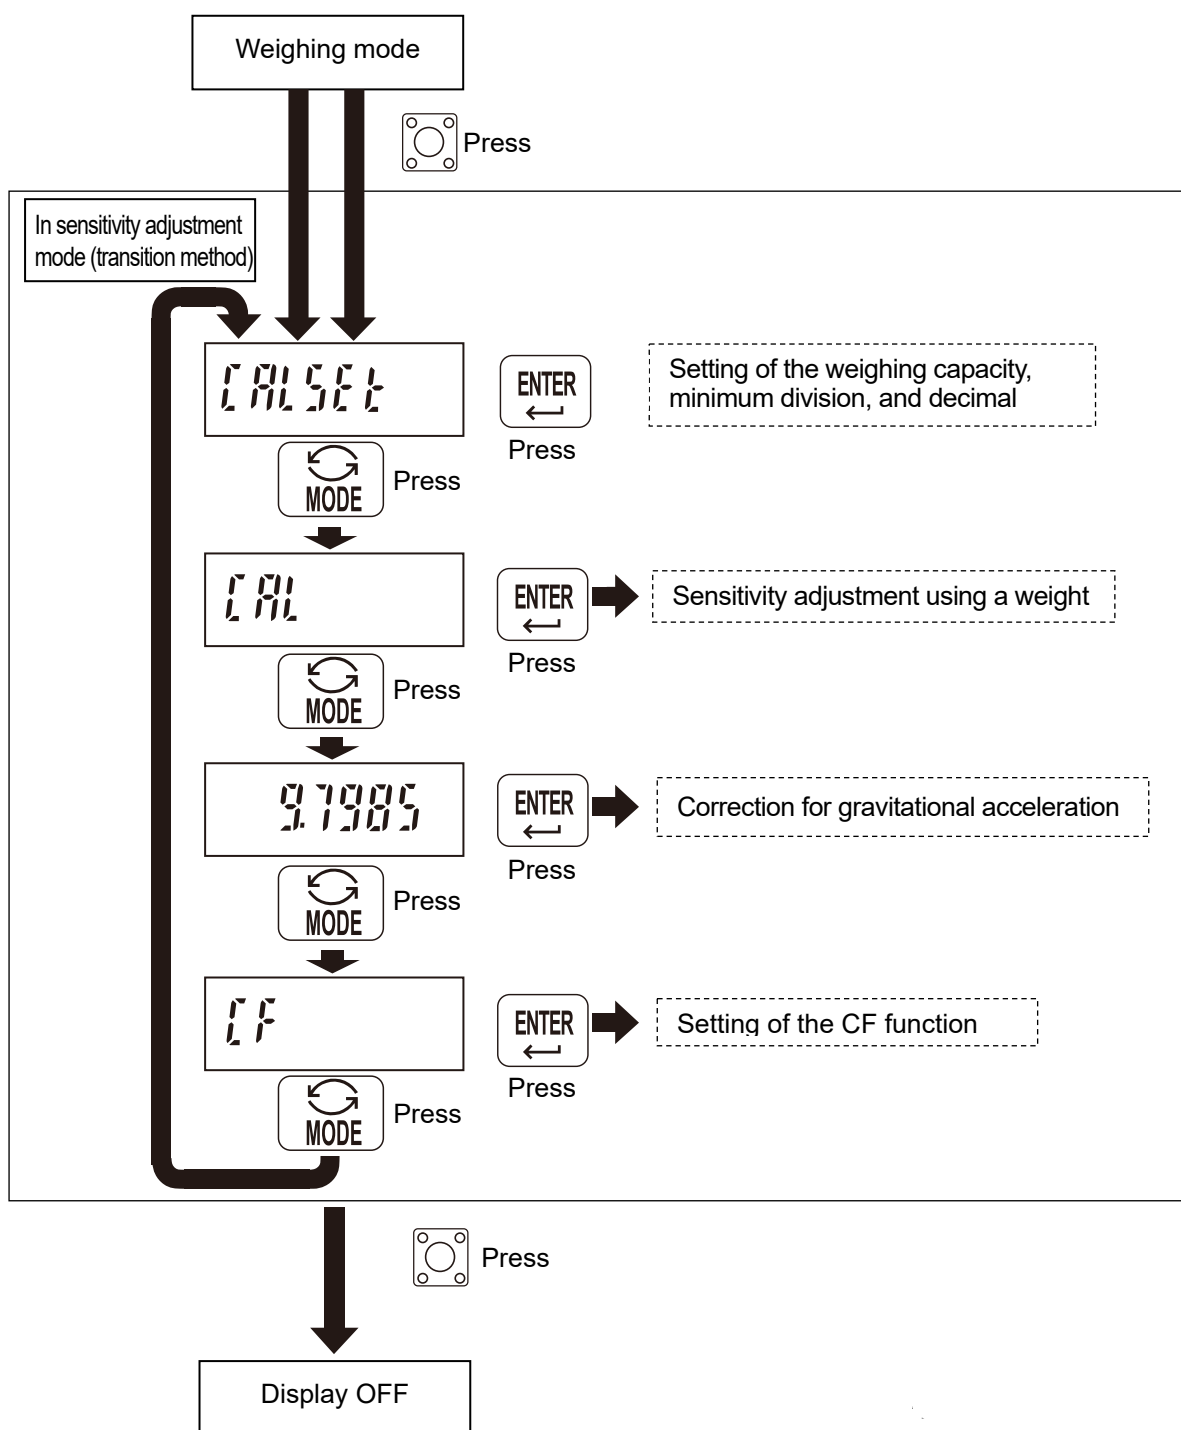 Weighing mode
Press
In sensitivity adjustment
mode (transition method)
CALSEt
ENTER
Press
Setting of the weighing capacity,
minimum division, and decimal
MODE
Press
CAL
ENTER
Press
Sensitivity adjustment using a weight
MODE
Press
9.7985
ENTER
Press
Correction for gravitational acceleration
MODE
Press
CF
ENTER
Press
Setting of the CF function
MODE
Press
Press
Display OFF